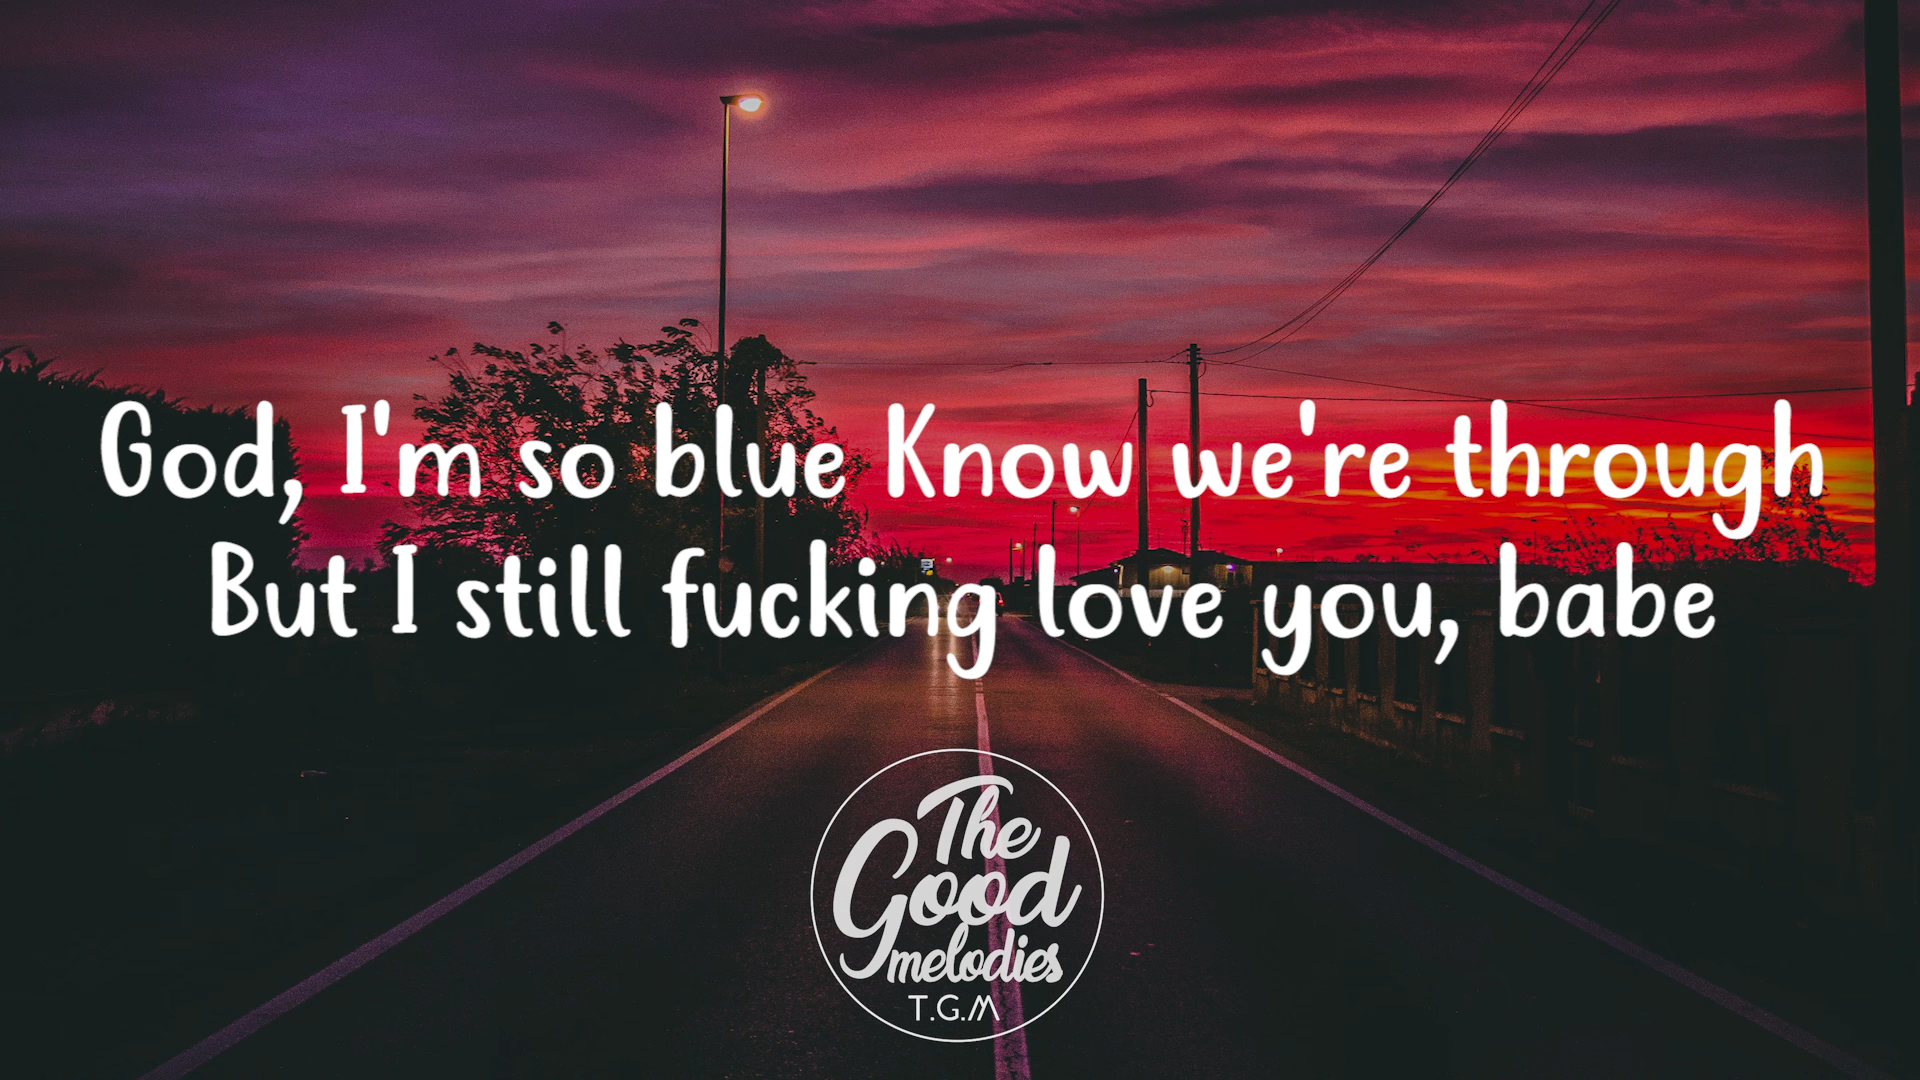 God, I'm so blue Know we're through
But I still fucking love you, babe
The
Good
melodies
T.G.M